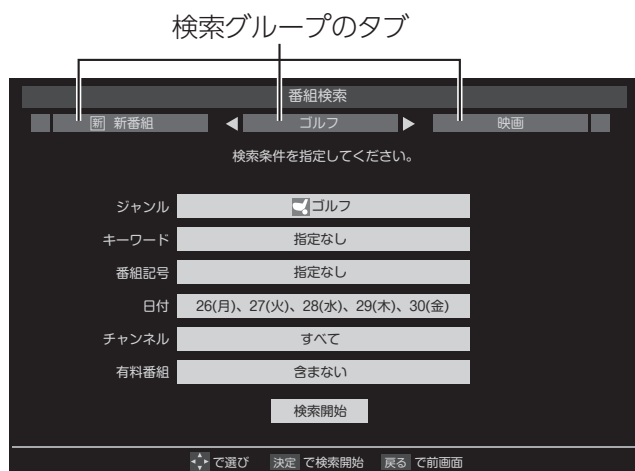 検索グループのタブ
番組検索
新 新番組 ◀ ゴルフ ▶ 映画
検索条件を指定してください。
ジャンル ゴルフ
キーワード 指定なし
番組記号 指定なし
日付 26(月)、27(火)、28(水)、29(木)、30(金)
チャンネル すべて
有料番組 含まない
検索開始
で選び 決定 で検索開始 戻る で前画面